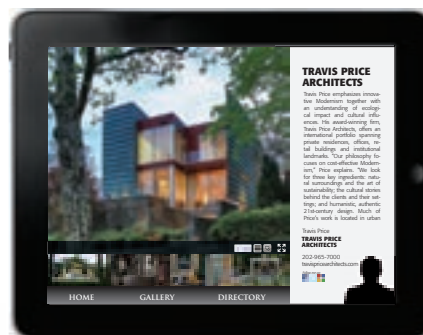 TRAVIS PRICE
ARCHITECTS
Travis Price emphasizes innova-
tive Modernism together with
an understanding of ecologi-
cal impact and cultural influ-
ences. His award-winning firm,
Travis Price Architects, offers an
international portfolio spanning
private residences, offices, re-
tail buildings and institutional
landmarks. "Our philosophy fo-
cuses on cost-effective Modern-
ism," Price explains. "We look
for three key ingredients: natu-
ral surroundings and the art of
sustainability; the cultural stories
behind the clients and their set-
tings; and humanistic, authentic
21st-century design. Much of
Price's work is located in urban
Travis Price
TRAVIS PRICE
ARCHITECTS
202-965-7000
travispricearchitects.com
HOME GALLERY DIRECTORY